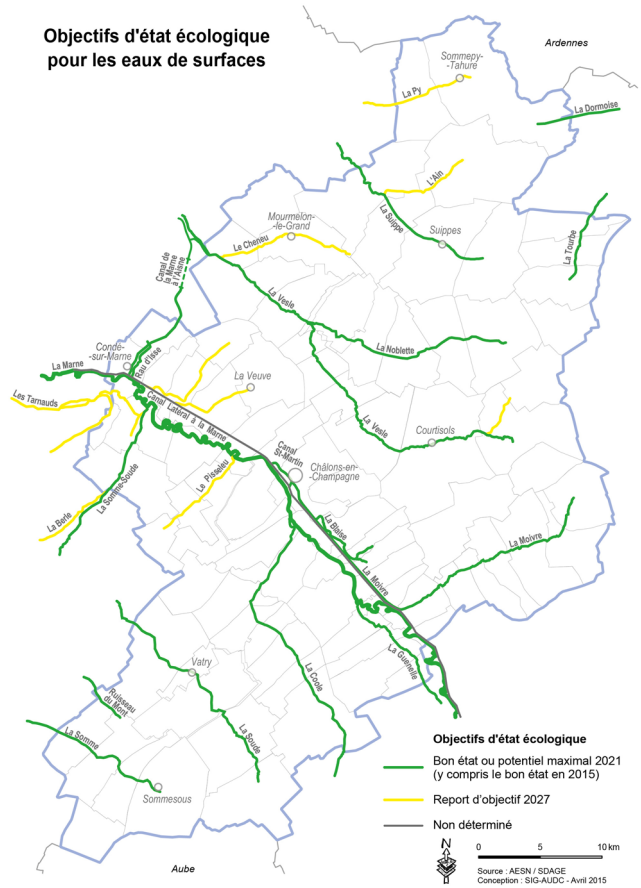 Objectifs d'état écologique
pour les eaux de surfaces
Ardennes
Sommepy-
-Tahure
La Py
La Dormoise
L'Ain
La Suippe
Suippes
La Tourbe
Mourmelon-
-le-Grand
Le Cheneu
Canal de
la Marne
à l'Aisne
La Vesle
La Noblette
Condé-
-sur-Marne
Rau d'Isse
La Marne
La Veuve
Les Tarnauds
Canal Latéral à la Marne
La Vesle
Courtisols
Canal
St-Martin
Châlons-en-
-Champagne
Le Pisseleu
La Somme-Soude
La Berle
La Blaise
La Moivre
La Moivre
La Guenelle
La Coole
Vatry
Ruisseau
du Mont
La Soude
La Somme
Sommesous
Aube
Objectifs d'état écologique
Bon état ou potentiel maximal 2021
(y compris le bon état en 2015)
Report d'objectif 2027
Non déterminé
N
0 5 10 km
Source : AESN / SDAGE
Conception : SIG-AUDC - Avril 2015